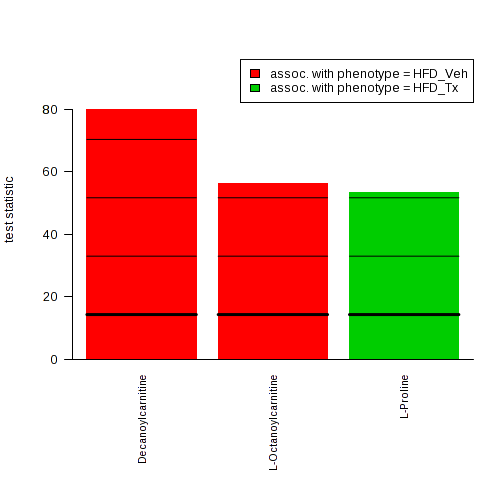 assoc. with phenotype = HFD_Veh
assoc. with phenotype = HFD_Tx
80
60
40
20
0
test statistic
Decanoylcarnitine
L-Octanoylcarnitine
L-Proline